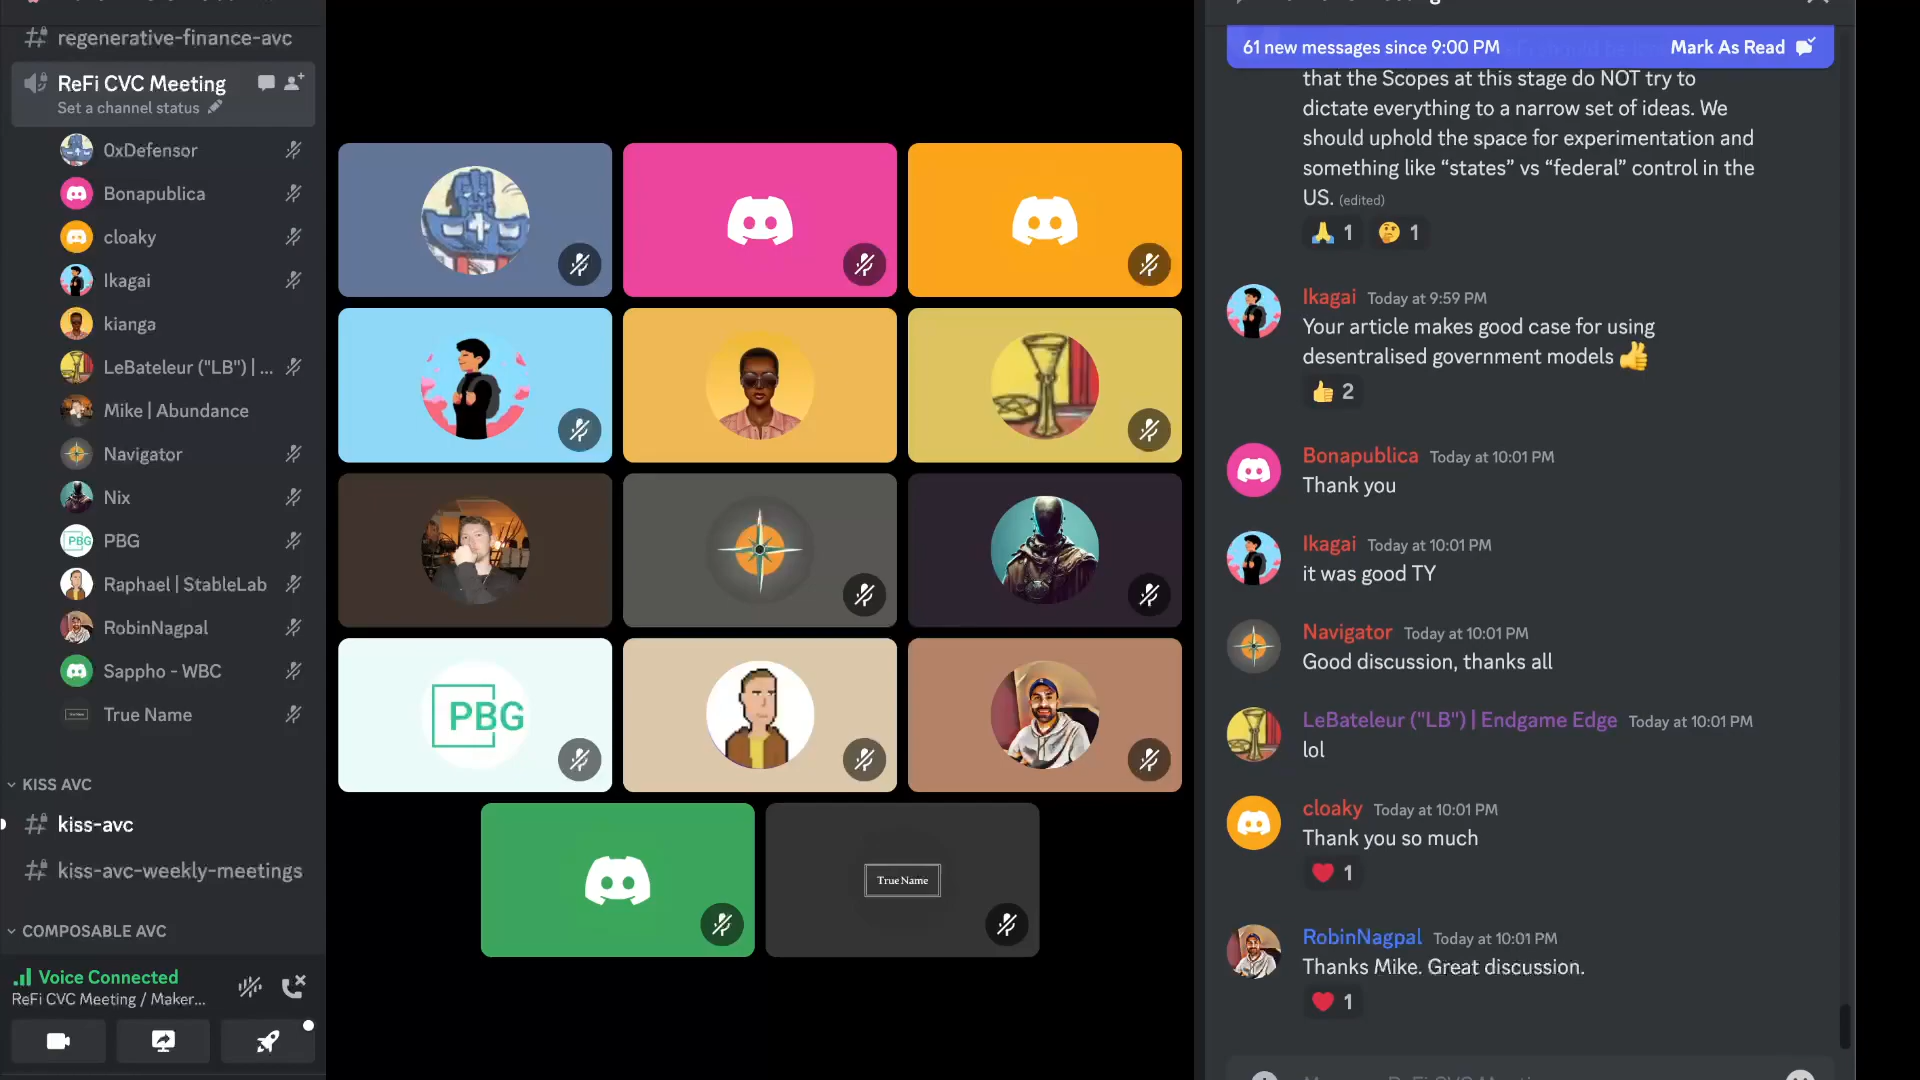 regenerative-finance-avc
ReFi CVC Meeting
Set a channel status
0xDefensor
Bonapublica
cloaky
Ikagai
kianga
LeBateleur ("LB") | ...
Mike | Abundance
Navigator
Nix
PBG
PBG
Raphael | StableLab
RobinNagpal
Sappho - WBC
True Name
KISS AVC
kiss-avc
kiss-avc-weekly-meetings
COMPOSABLE AVC
Voice Connected
ReFi CVC Meeting / Maker...
PBG
True Name
61 new messages since 9:00 PM
Mark As Read
that the Scopes at this stage do NOT try to
dictate everything to a narrow set of ideas. We
should uphold the space for experimentation and
something like “states” vs “federal” control in the
US. (edited)
1 1
Ikagai Today at 9:59 PM
Your article makes good case for using
desentralised government models
2
Bonapublica Today at 10:01 PM
Thank you
Ikagai Today at 10:01 PM
it was good TY
Navigator Today at 10:01 PM
Good discussion, thanks all
LeBateleur ("LB") | Endgame Edge Today at 10:01 PM
lol
cloaky Today at 10:01 PM
Thank you so much
1
RobinNagpal Today at 10:01 PM
Thanks Mike. Great discussion.
1